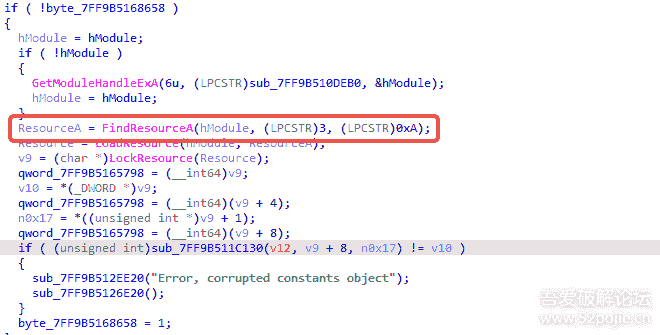 if ( !byte_7FF9B5168658 )
{
hModule = hModule;
if ( !hModule )
{
GetModuleHandleExA(6u, (LPCSTR)sub_7FF9B510DEB0, &hModule);
hModule = hModule;
}
ResourceA = FindResourceA(hModule, (LPCSTR)3, (LPCSTR)0xA);
Resource = LoadResource(hModule, ResourceA);
v9 = (char *)LockResource(Resource);
qword_7FF9B5165798 = (__int64)v9;
v10 = *(_DWORD *)v9;
qword_7FF9B5165798 = (__int64)(v9 + 4);
n0x17 = *((unsigned int *)v9 + 1);
qword_7FF9B5165798 = (__int64)(v9 + 8);
if ( (unsigned int)sub_7FF9B511C130(v12, v9 + 8, n0x17) != v10 )
{
sub_7FF9B512EE20("Error, corrupted constants object");
sub_7FF9B5126E20();
}
byte_7FF9B5168658 = 1;
吾爱破解论坛
www.52pojie.cn